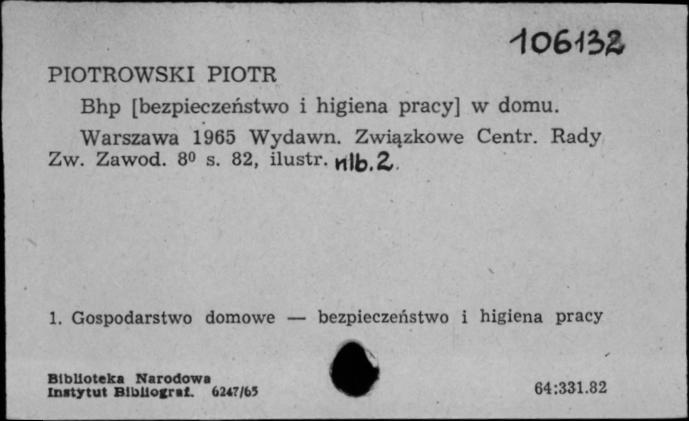 106132
PIOTROWSKI PIOTR
Bhp [bezpieczeństwo i higiena pracy] w domu.
Warszawa 1965 Wydawn. Związkowe Centr. Rady
Zw. Zawod. 8⁰ s. 82, ilustr. nlb. 2.
1. Gospodarstwo domowe — bezpieczeństwo i higiena pracy
Biblioteka Narodowa
Instytut Bibliograf. 6247/65
64:331.82